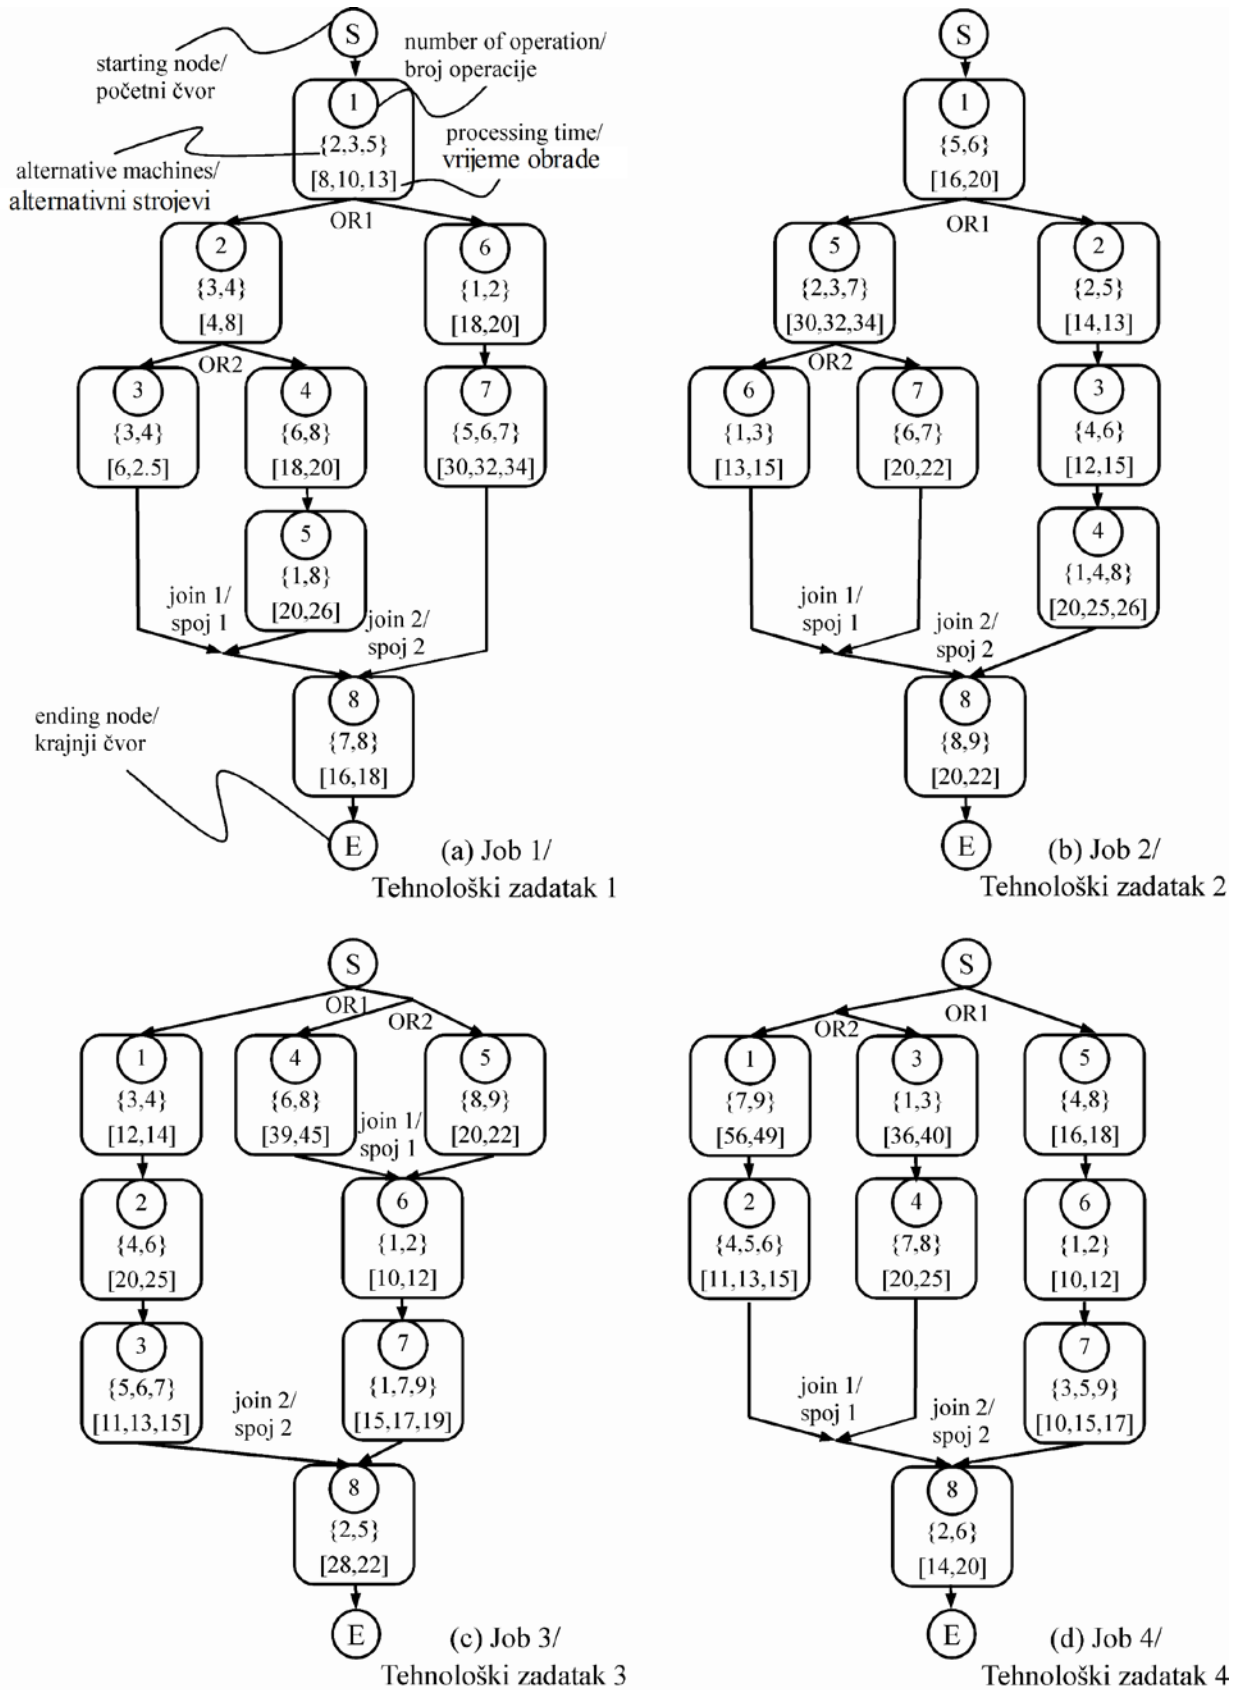 S
starting node/
početni čvor
number of operation/
broj operacije
1
{2,3,5}
[8,10,13]
alternative machines/
alternativni strojevi
processing time/
vrijeme obrade
OR1
2
{3,4}
[4,8]
6
{1,2}
[18,20]
OR2
3
{3,4}
[6,2.5]
4
{6,8}
[18,20]
7
{5,6,7}
[30,32,34]
5
{1,8}
[20,26]
join 1/
spoj 1
join 2/
spoj 2
8
{7,8}
[16,18]
ending node/
krajnji čvor
E
(a) Job 1/
Tehnološki zadatak 1
S
1
{5,6}
[16,20]
OR1
5
{2,3,7}
[30,32,34]
2
{2,5}
[14,13]
OR2
6
{1,3}
[13,15]
7
{6,7}
[20,22]
3
{4,6}
[12,15]
4
{1,4,8}
[20,25,26]
join 1/
spoj 1
join 2/
spoj 2
8
{8,9}
[20,22]
E
(b) Job 2/
Tehnološki zadatak 2
S
OR1
OR2
1
{3,4}
[12,14]
4
{6,8}
[39,45]
5
{8,9}
[20,22]
join 1/
spoj 1
2
{4,6}
[20,25]
6
{1,2}
[10,12]
3
{5,6,7}
[11,13,15]
7
{1,7,9}
[15,17,19]
join 2/
spoj 2
8
{2,5}
[28,22]
E
(c) Job 3/
Tehnološki zadatak 3
S
OR1
OR2
1
{7,9}
[56,49]
3
{1,3}
[36,40]
5
{4,8}
[16,18]
2
{4,5,6}
[11,13,15]
4
{7,8}
[20,25]
6
{1,2}
[10,12]
7
{3,5,9}
[10,15,17]
join 1/
spoj 1
join 2/
spoj 2
8
{2,6}
[14,20]
E
(d) Job 4/
Tehnološki zadatak 4